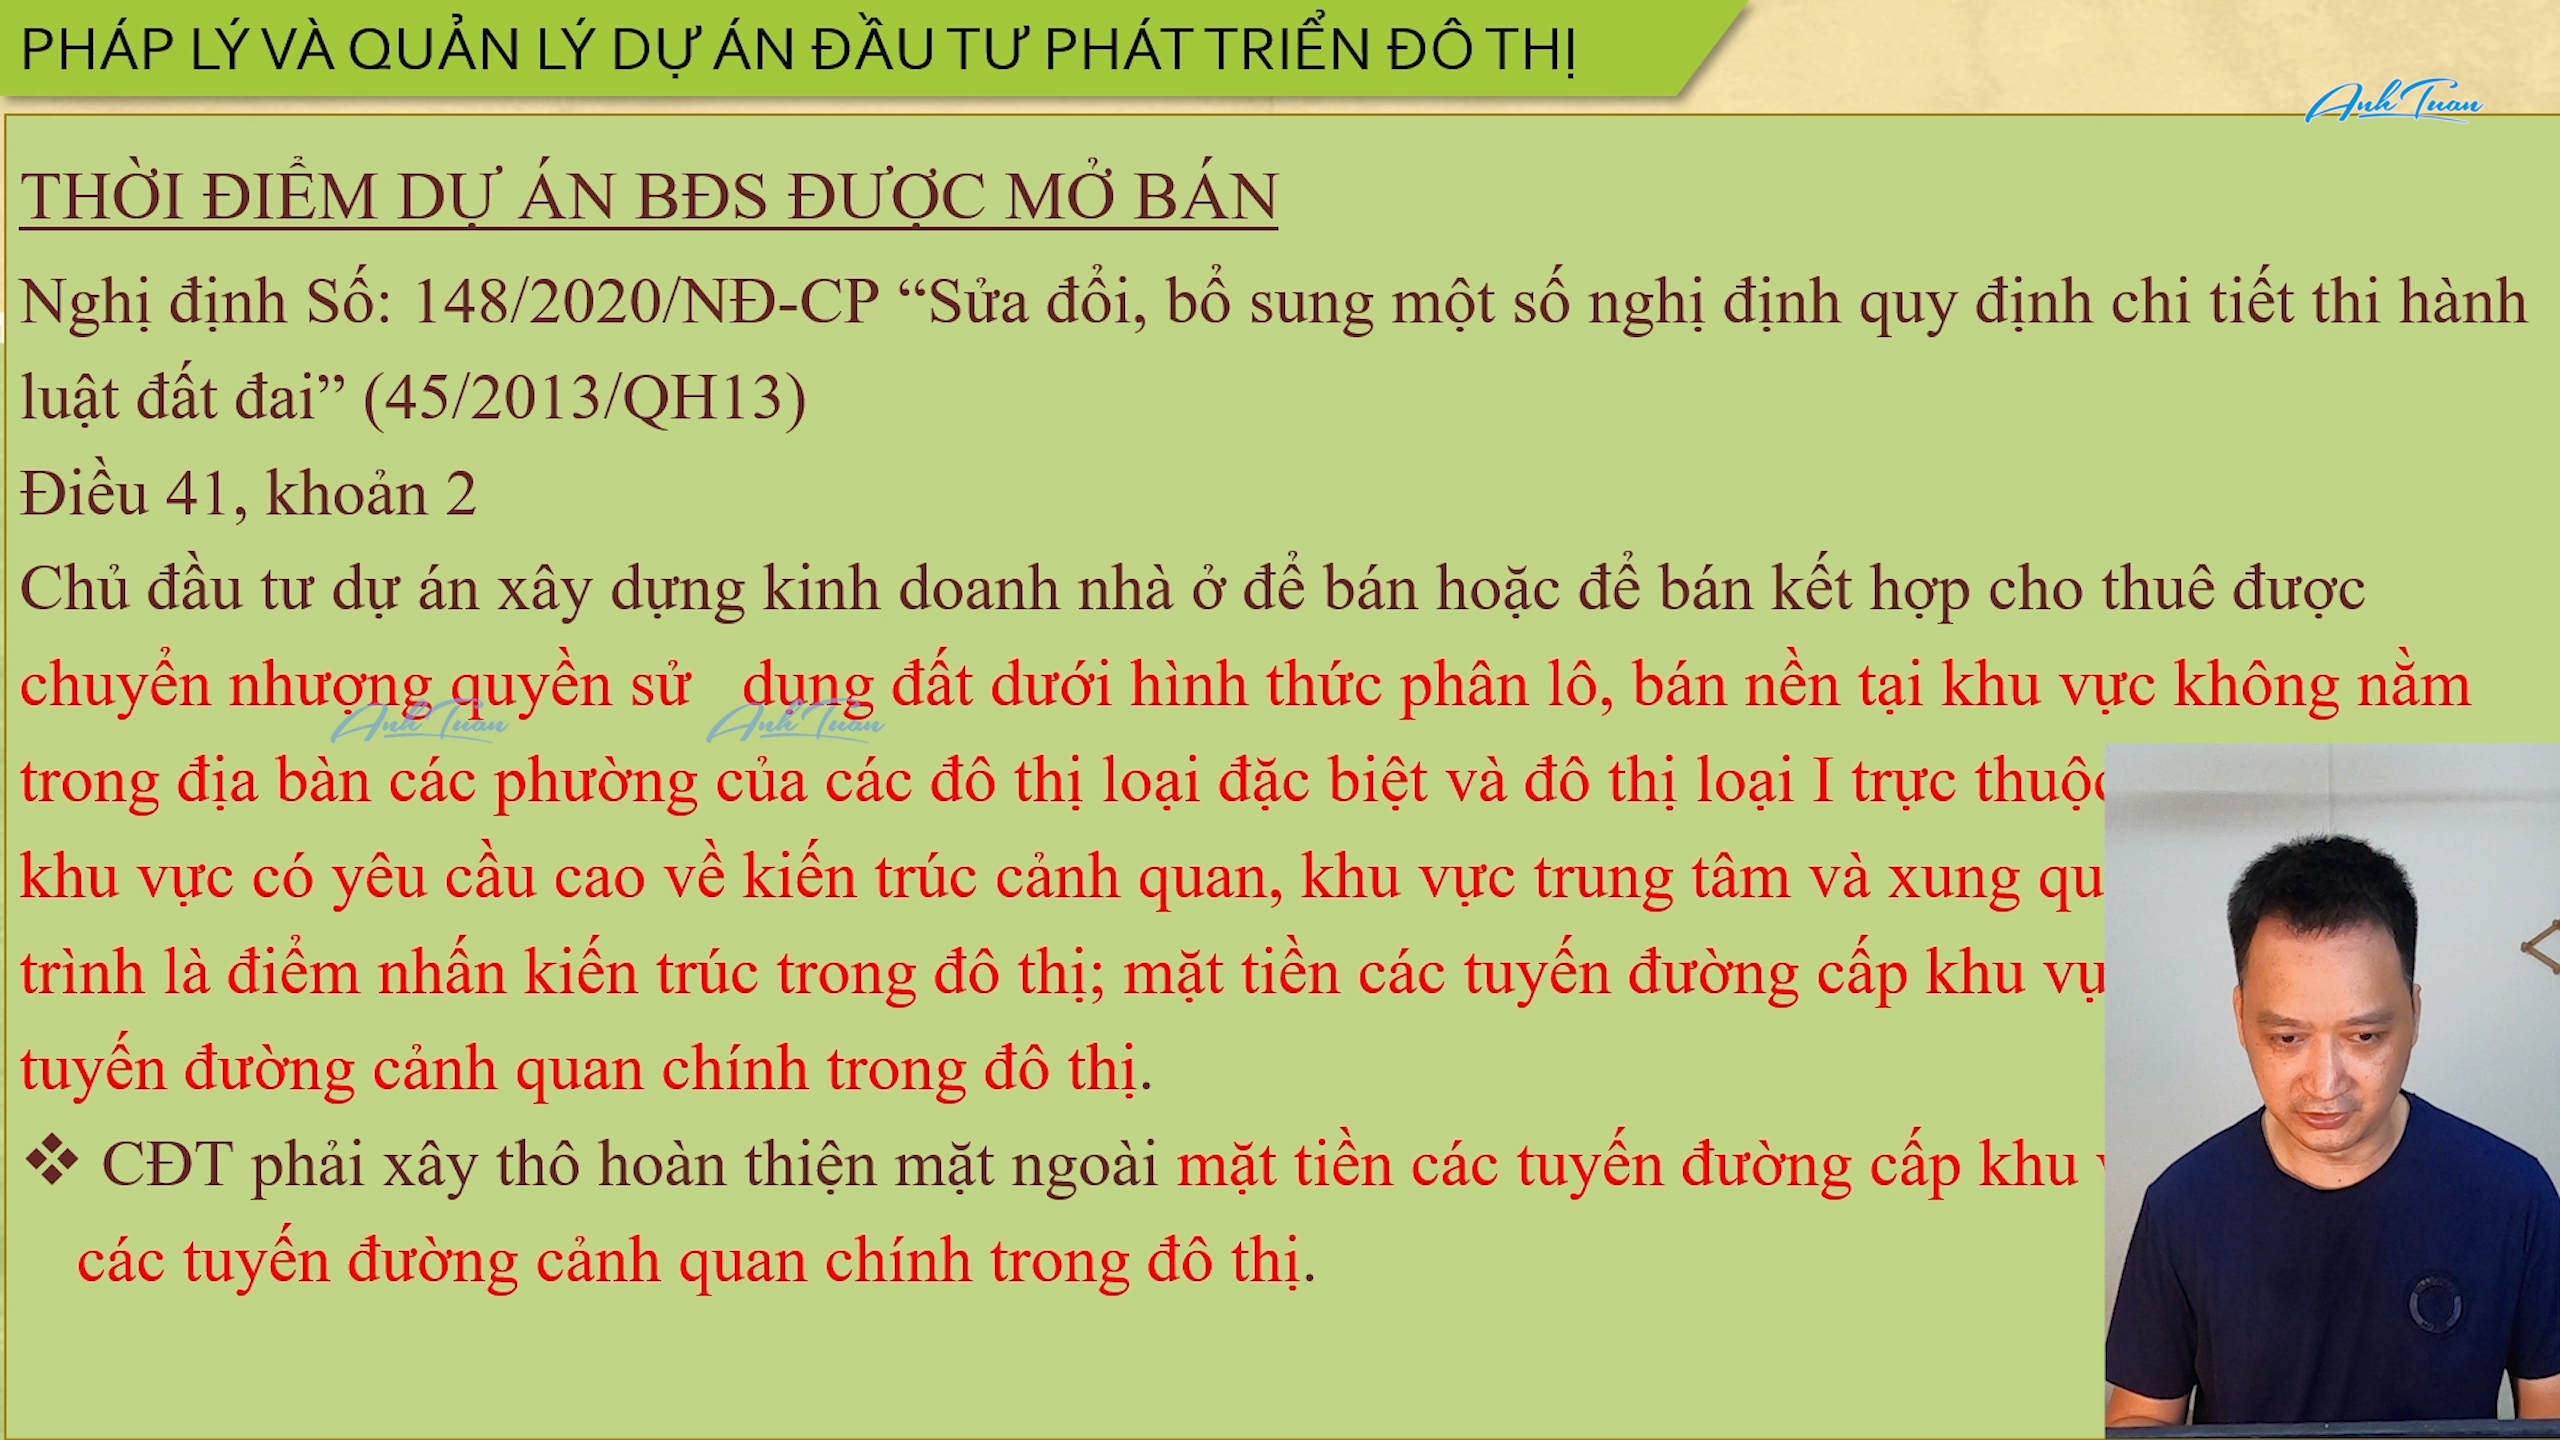 PHÁP LÝ VÀ QUẢN LÝ DỰ ÁN ĐẦU TƯ PHÁT TRIỂN ĐÔ THỊ
Anh Tuan
THỜI ĐIỂM DỰ ÁN BĐS ĐƯỢC MỞ BÁN
Nghị định Số: 148/2020/NĐ-CP “Sửa đổi, bổ sung một số nghị định quy định chi tiết thi hành
luật đất đai” (45/2013/QH13)
Điều 41, khoản 2
Chủ đầu tư dự án xây dựng kinh doanh nhà ở để bán hoặc để bán kết hợp cho thuê được
chuyển nhượng quyền sử dụng đất dưới hình thức phân lô, bán nền tại khu vực không nằm
Anh Tuan Anh Tuan
trong địa bàn các phường của các đô thị loại đặc biệt và đô thị loại I trực thuộc
khu vực có yêu cầu cao về kiến trúc cảnh quan, khu vực trung tâm và xung
trình là điểm nhấn kiến trúc trong đô thị; mặt tiền các tuyến đường cấp khu
tuyến đường cảnh quan chính trong đô thị.
❖ CĐT phải xây thô hoàn thiện mặt ngoài mặt tiền các tuyến đường cấp khu
các tuyến đường cảnh quan chính trong đô thị.